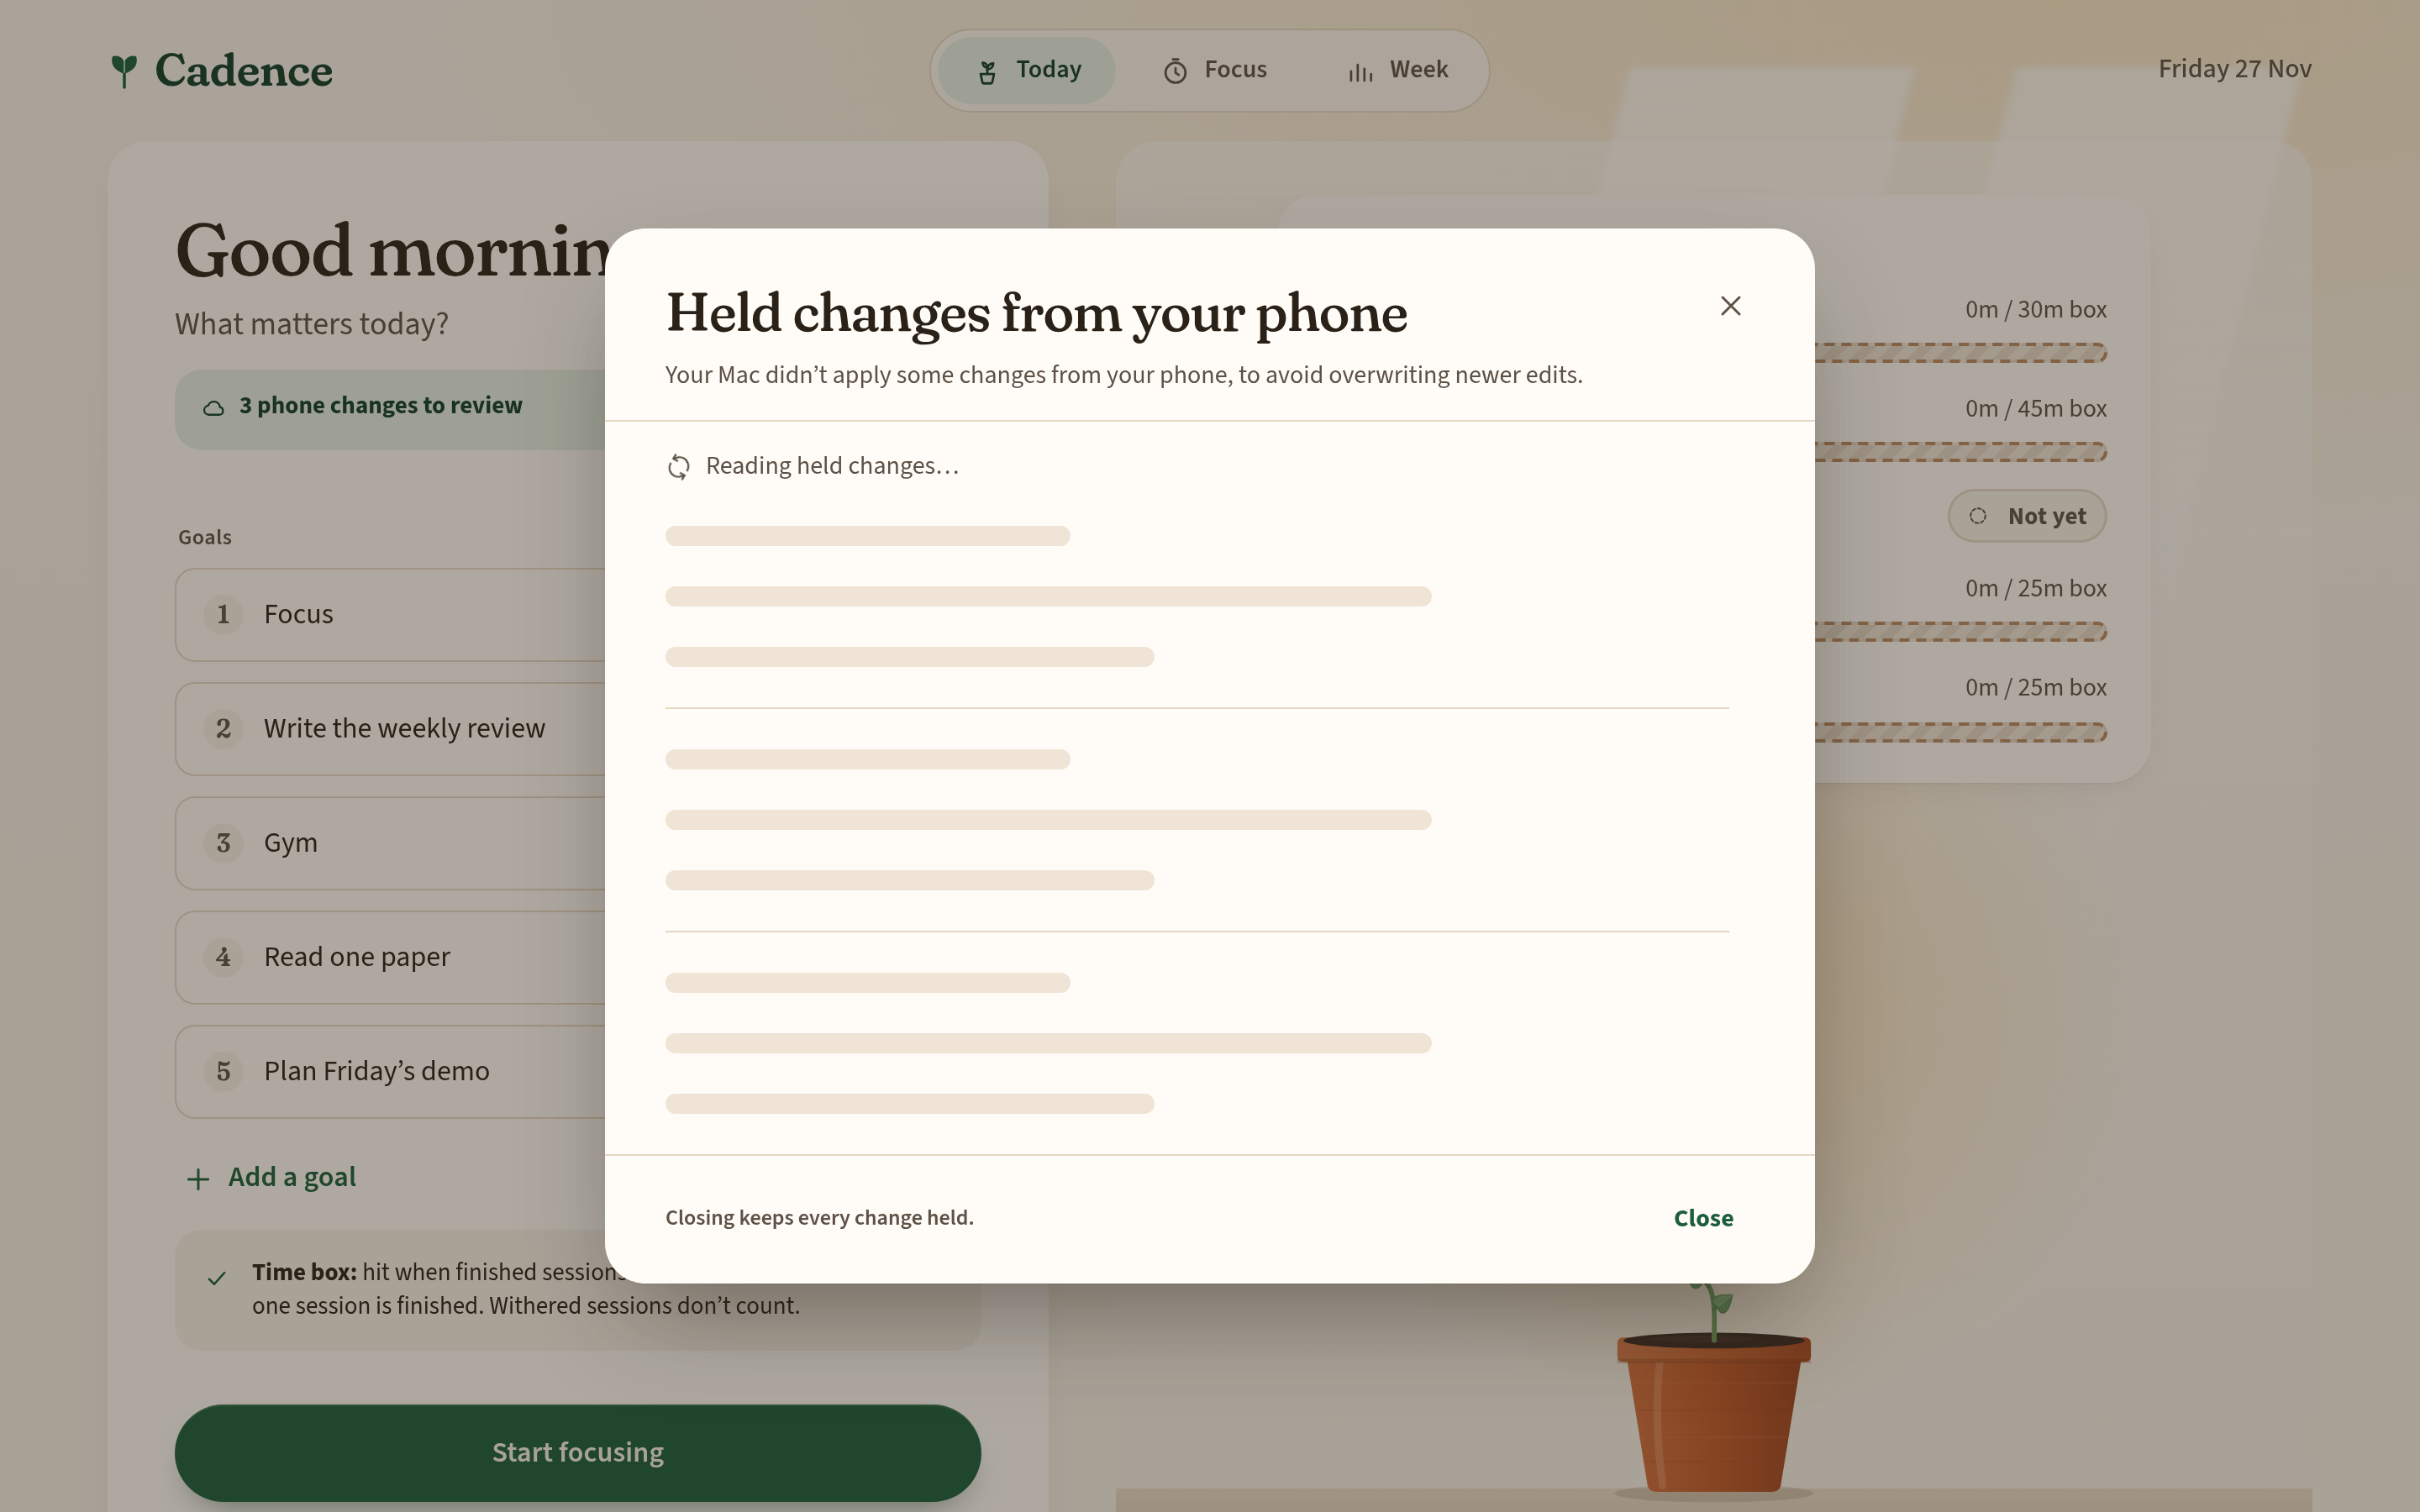 Cadence
Today
Focus
Week
Friday 27 Nov
Good mornin
What matters today?
3 phone changes to review
Goals
1 Focus
2 Write the weekly review
3 Gym
4 Read one paper
5 Plan Friday’s demo
Add a goal
Time box: hit when finished sessions
one session is finished. Withered sessions don’t count.
Start focusing
Held changes from your phone
Your Mac didn’t apply some changes from your phone, to avoid overwriting newer edits.
Reading held changes…
Closing keeps every change held.
Close
0m / 30m box
0m / 45m box
Not yet
0m / 25m box
0m / 25m box